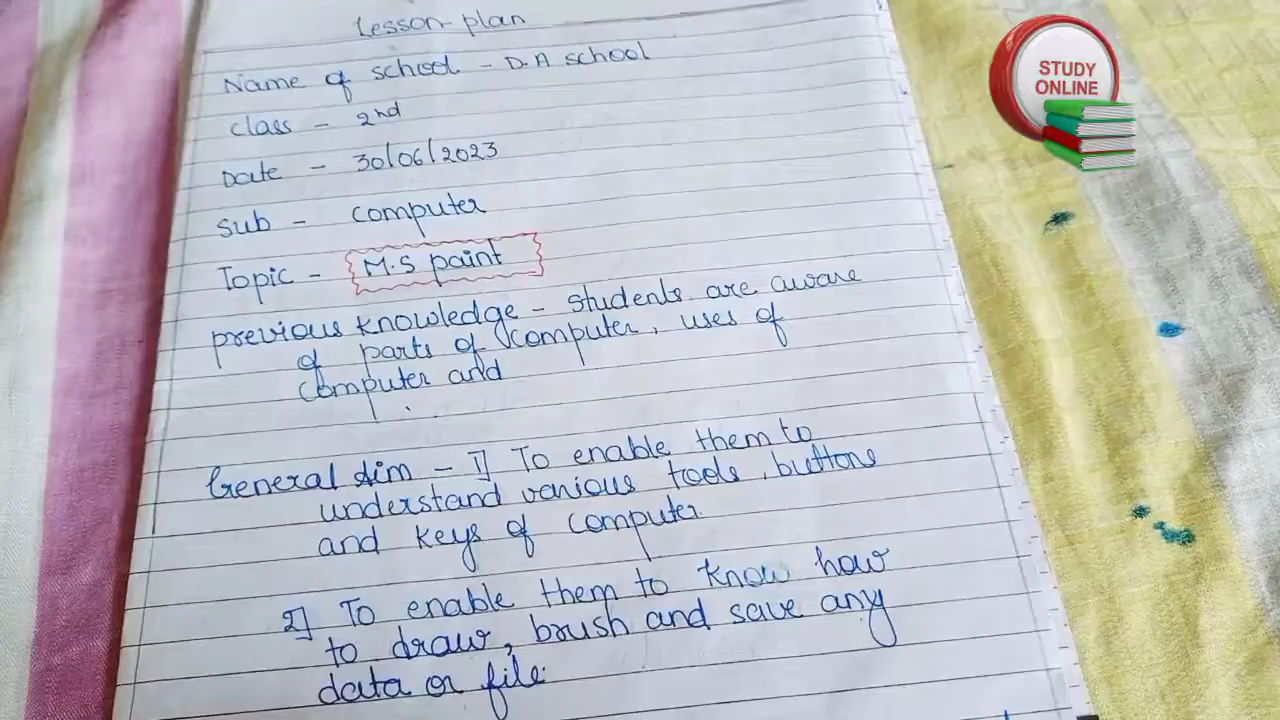 Lesson-plan
Name of school - D.A school
class - 2nd
Date - 30/06/2023
Sub - computer
Topic - M.S paint
previous knowledge - students are aware
of parts of computer, uses of
computer and
General Aim - 1] To enable them to
understand various tools, buttons
and keys of computer.
2] To enable them to know how
to draw, brush and save any
data or file.
STUDY
ONLINE